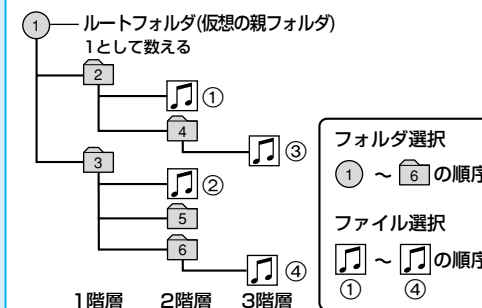 1 ルートフォルダ(仮想の親フォルダ)
1として数える
2
①
4
③
3
②
5
6
④
1階層 2階層 3階層
フォルダ選択
1 ～ 6 の順序
ファイル選択
～ の順序
① ④